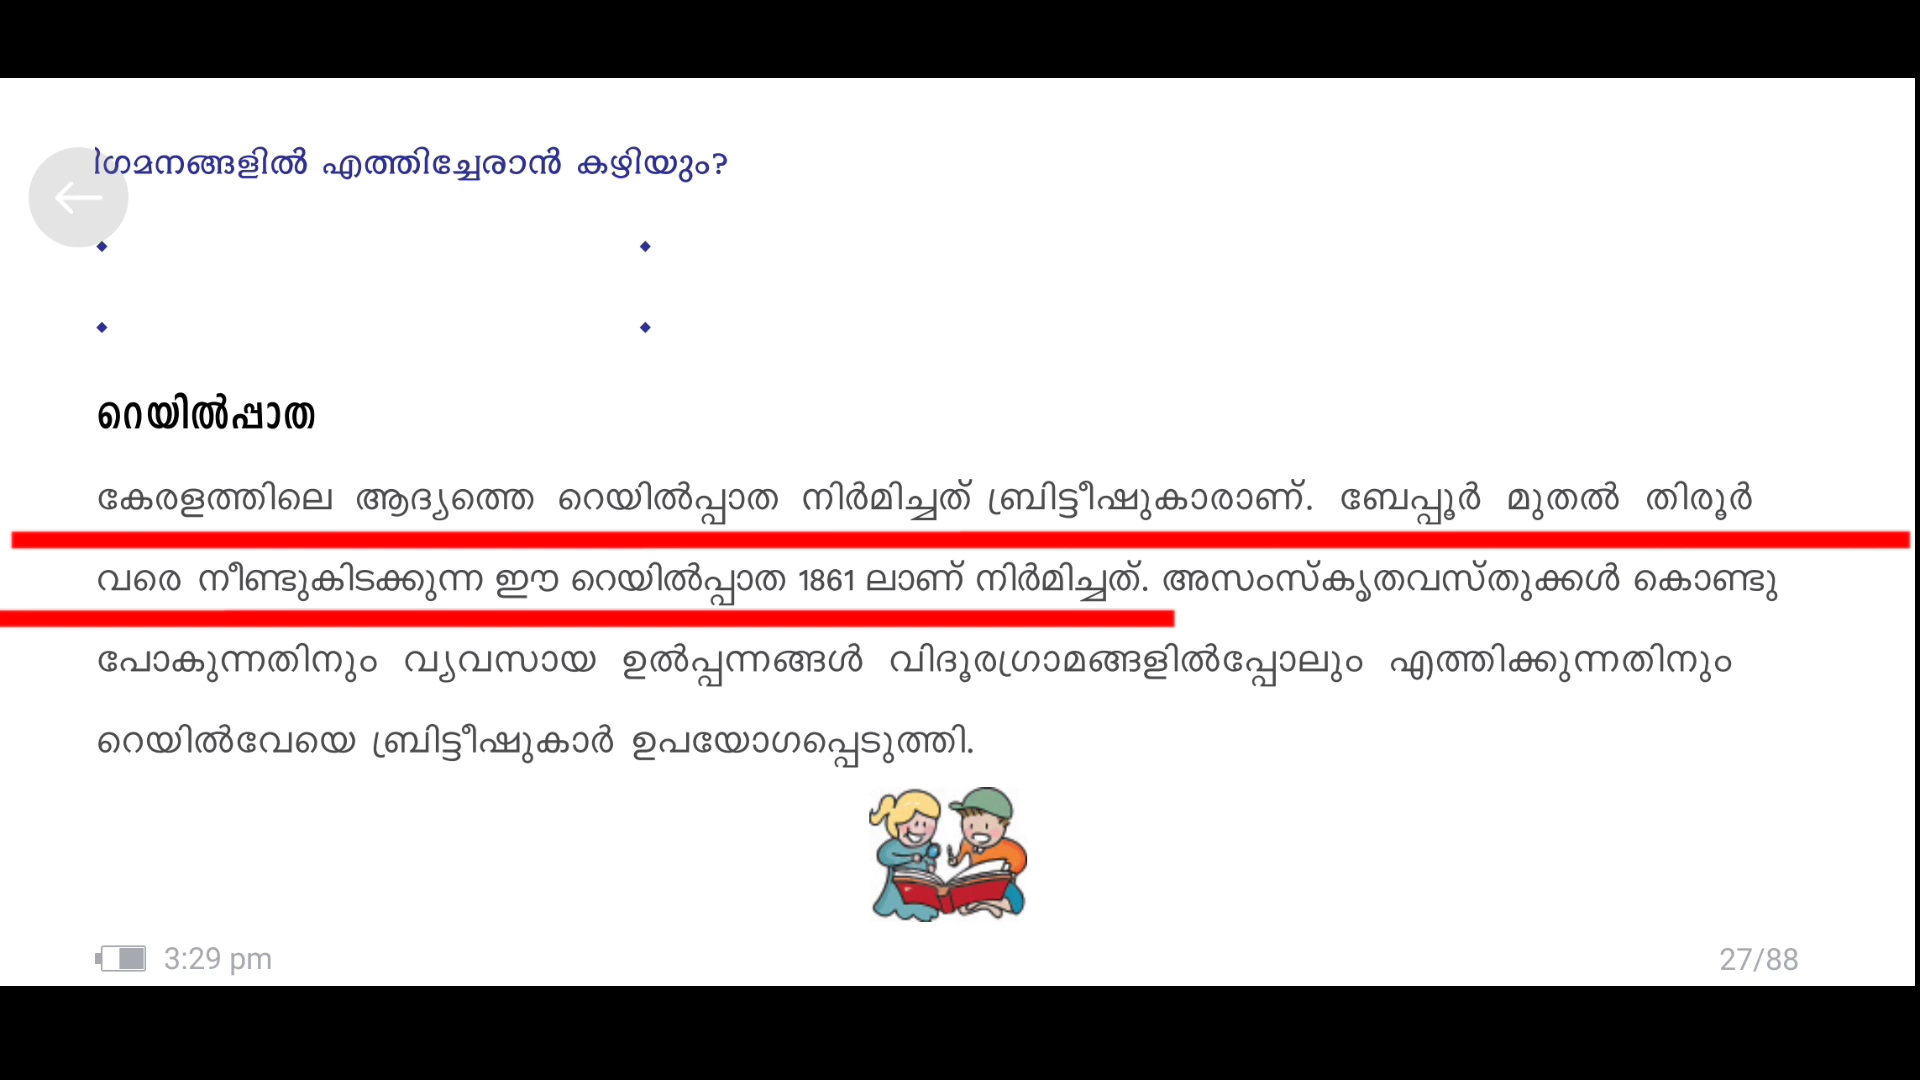 ിഗമനങ്ങളിൽ എത്തിച്ചേരാൻ കഴിയും?
റെയിൽപ്പാത
കേരളത്തിലെ ആദ്യത്തെ റെയിൽപ്പാത നിർമിച്ചത് ബ്രിട്ടീഷുകാരാണ്. ബേപ്പൂർ മുതൽ തിരൂർ
വരെ നീണ്ടുകിടക്കുന്ന ഈ റെയിൽപ്പാത 1861 ലാണ് നിർമിച്ചത്. അസംസ്കൃതവസ്തുക്കൾ കൊണ്ടു
പോകുന്നതിനും വ്യവസായ ഉൽപ്പന്നങ്ങൾ വിദൂരഗ്രാമങ്ങളിൽപ്പോലും എത്തിക്കുന്നതിനും
റെയിൽവേയെ ബ്രിട്ടീഷുകാർ ഉപയോഗപ്പെടുത്തി.
3:29 pm
27/88